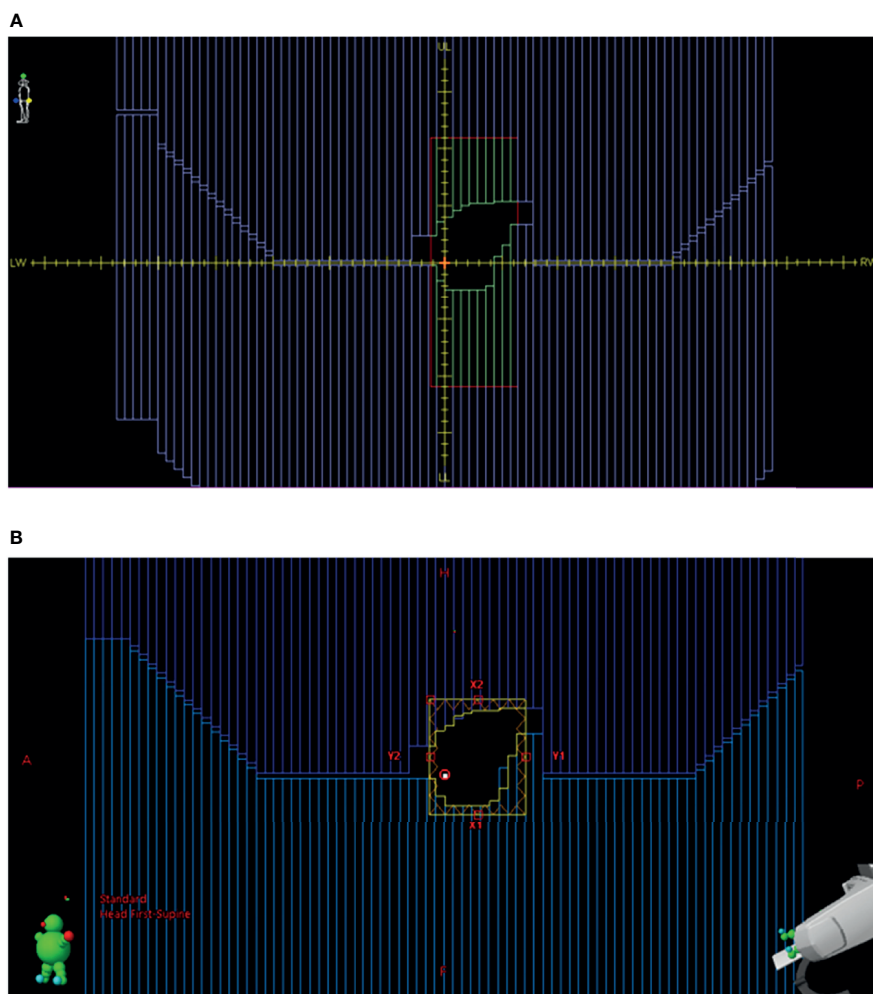 A
UL
LW
RW
LL
B
H
X2
Y2
Y1
A
P
X1
Standard
Head First-Supine
F